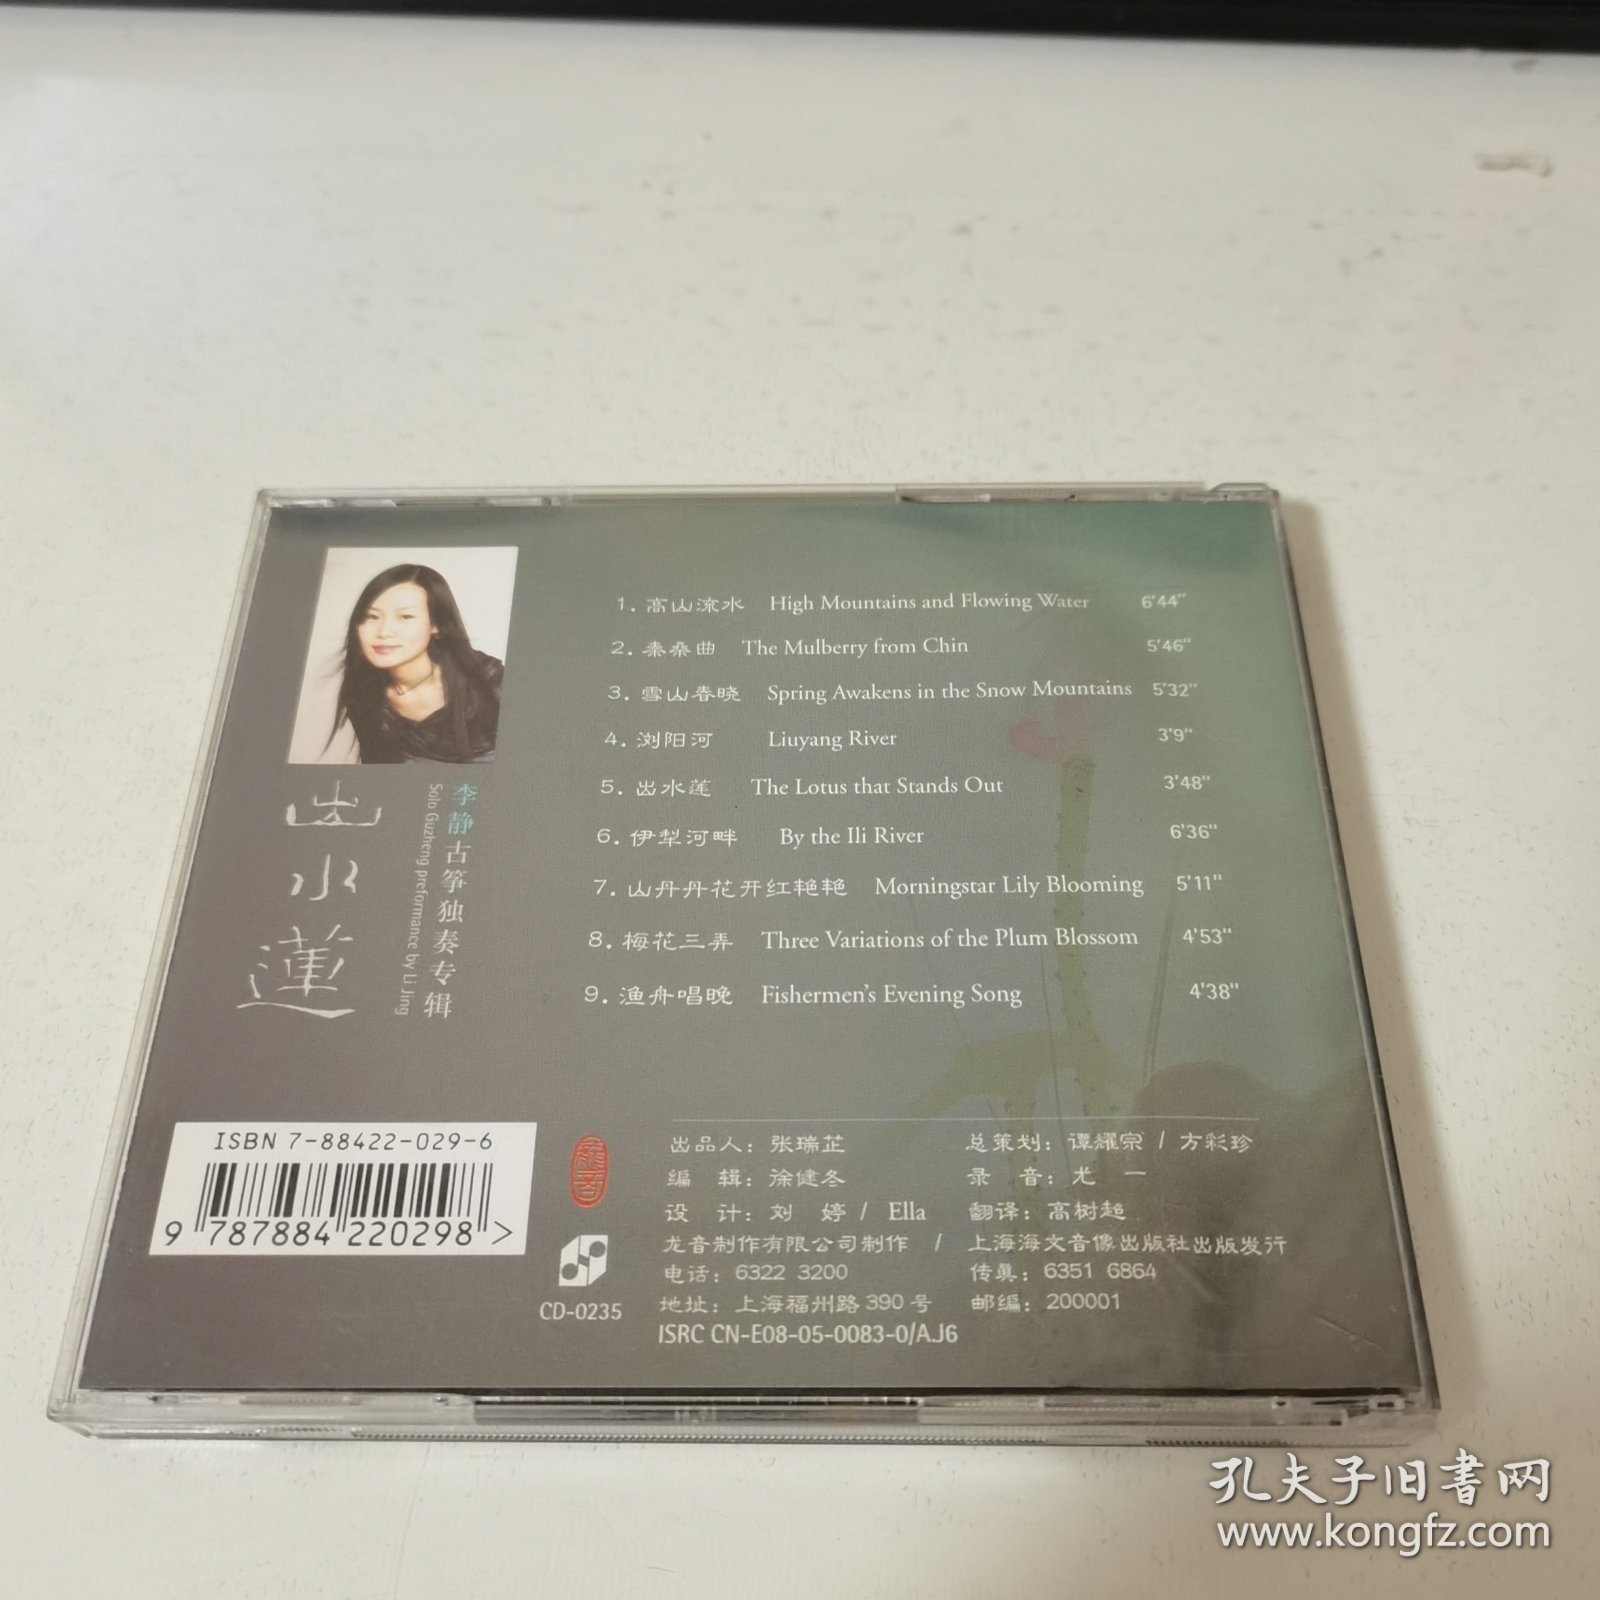 1. 高山流水 High Mountains and Flowing Water 6'44"
2. 秦桑曲 The Mulberry from Chin 5'46"
3. 雪山春晓 Spring Awakens in the Snow Mountains 5'32"
4. 浏阳河 Liuyang River 3'9"
5. 出水莲 The Lotus that Stands Out 3'48"
6. 伊犁河畔 By the Ili River 6'36"
7. 山丹丹花开红艳艳 Morningstar Lily Blooming 5'11"
8. 梅花三弄 Three Variations of the Plum Blossom 4'53"
9. 渔舟唱晚 Fishermen's Evening Song 4'38"
出水蓮
李静古筝独奏专辑
Solo Guzheng preformance by Li Jing
ISBN 7-88422-029-6
9 787884 220298 >
CD-0235
出品人：张瑞芷 总策划：谭耀宗 / 方彩珍
编 辑：徐健冬 录 音：尤 一
设 计：刘 婷 / Ella 翻译：高树超
龙音制作有限公司制作 / 上海海文音像出版社出版发行
电话：6322 3200 传真：6351 6864
地址：上海福州路390号 邮编：200001
ISRC CN-E08-05-0083-0/A.J6
孔夫子旧书网
www.kongfz.com